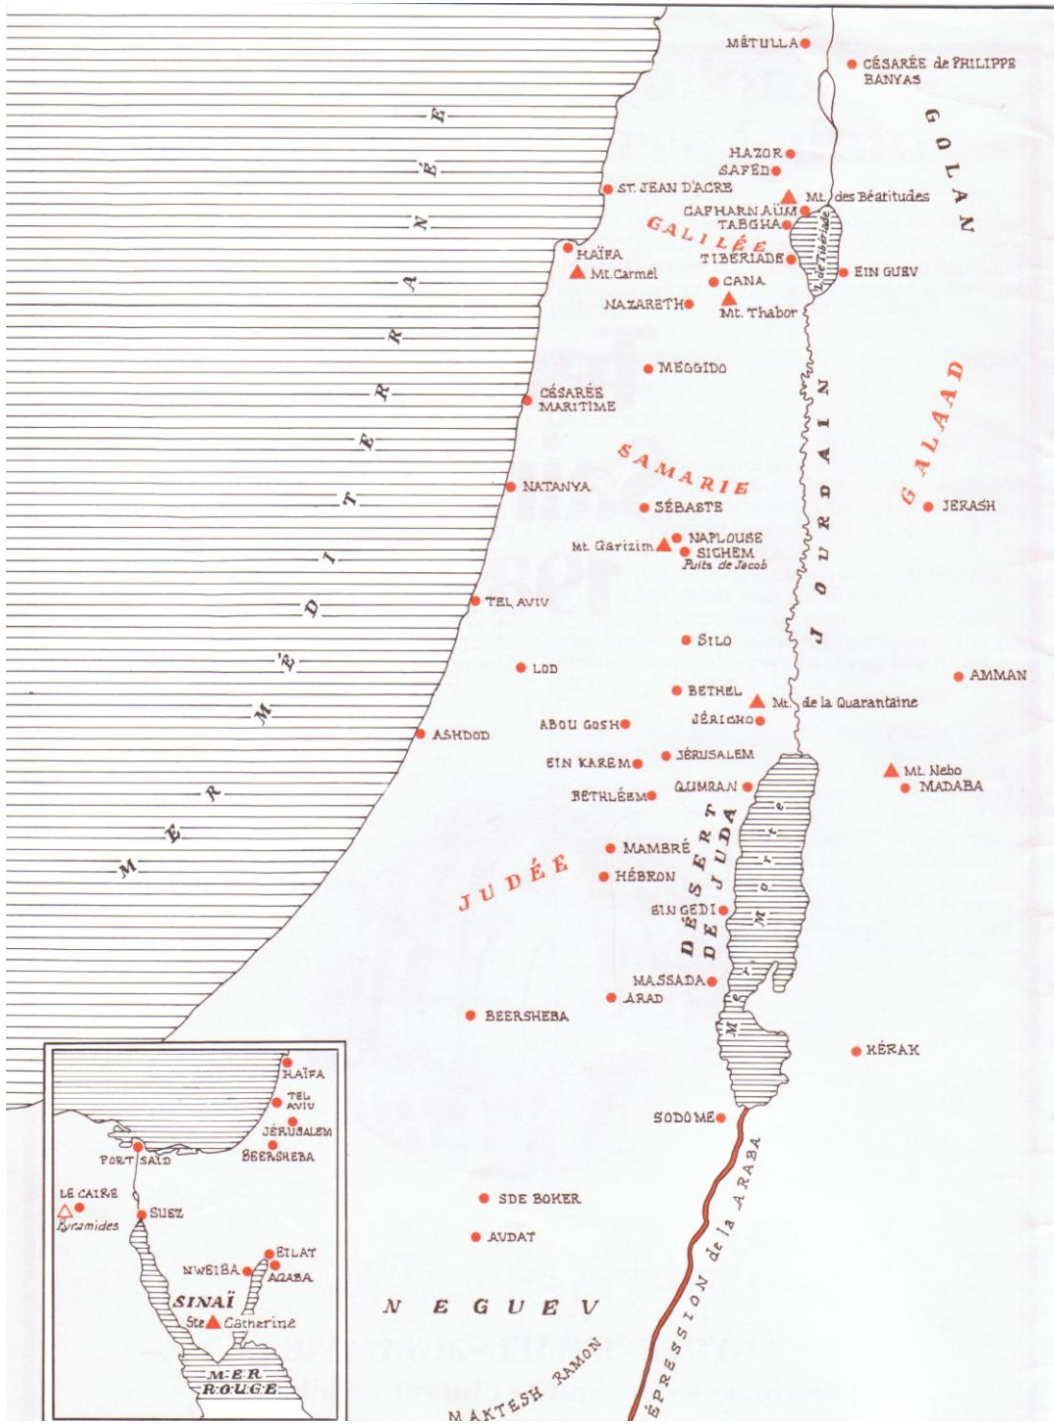 MÉTULLA
CÉSARÉE de PHILIPPE
BANYAS
GOLAN
HAZOR
SAFED
ST. JEAN D'ACRE
Mt. des Béatitudes
CAPHARNAÜM
TABGHA
GALILÉE
L. de Tibériade
HAÏFA
TIBÉRIADE
EIN GUEV
Mt. Carmel
CANA
NAZARETH
Mt. Thabor
MEGGIDO
CÉSARÉE
MARITIME
MER MÉDITERRANÉE
JOURDAIN
GALAAD
SAMARIE
NATANYA
SÉBASTE
JERASH
NAPLOUSE
Mt. Garizim
SICHEM
Puits de Jacob
TEL AVIV
SILO
LOD
AMMAN
BETHEL
Mt. de la Quarantaine
ABOU GOSH
JÉRICHO
ASHDOD
JÉRUSALEM
EIN KAREM
Mt. Nebo
QUMRAN
MADABA
BETHLÉEM
DÉSERT
DE JUDA
Mer Morte
MAMBRÉ
JUDÉE
HÉBRON
EIN GEDI
MASSADA
ARAD
BEERSHEBA
KÉRAK
SODOME
SDE BOKER
AVDAT
NEGUEV
MAKTESH RAMON
ÉPRESSION de la ARABA
HAÏFA
TEL
AVIV
JÉRUSALEM
BEERSHEBA
PORT SAÏD
LE CAIRE
Pyramides
SUEZ
EILAT
AQABA
NWEIBA
SINAÏ
Ste Catherine
MER
ROUGE